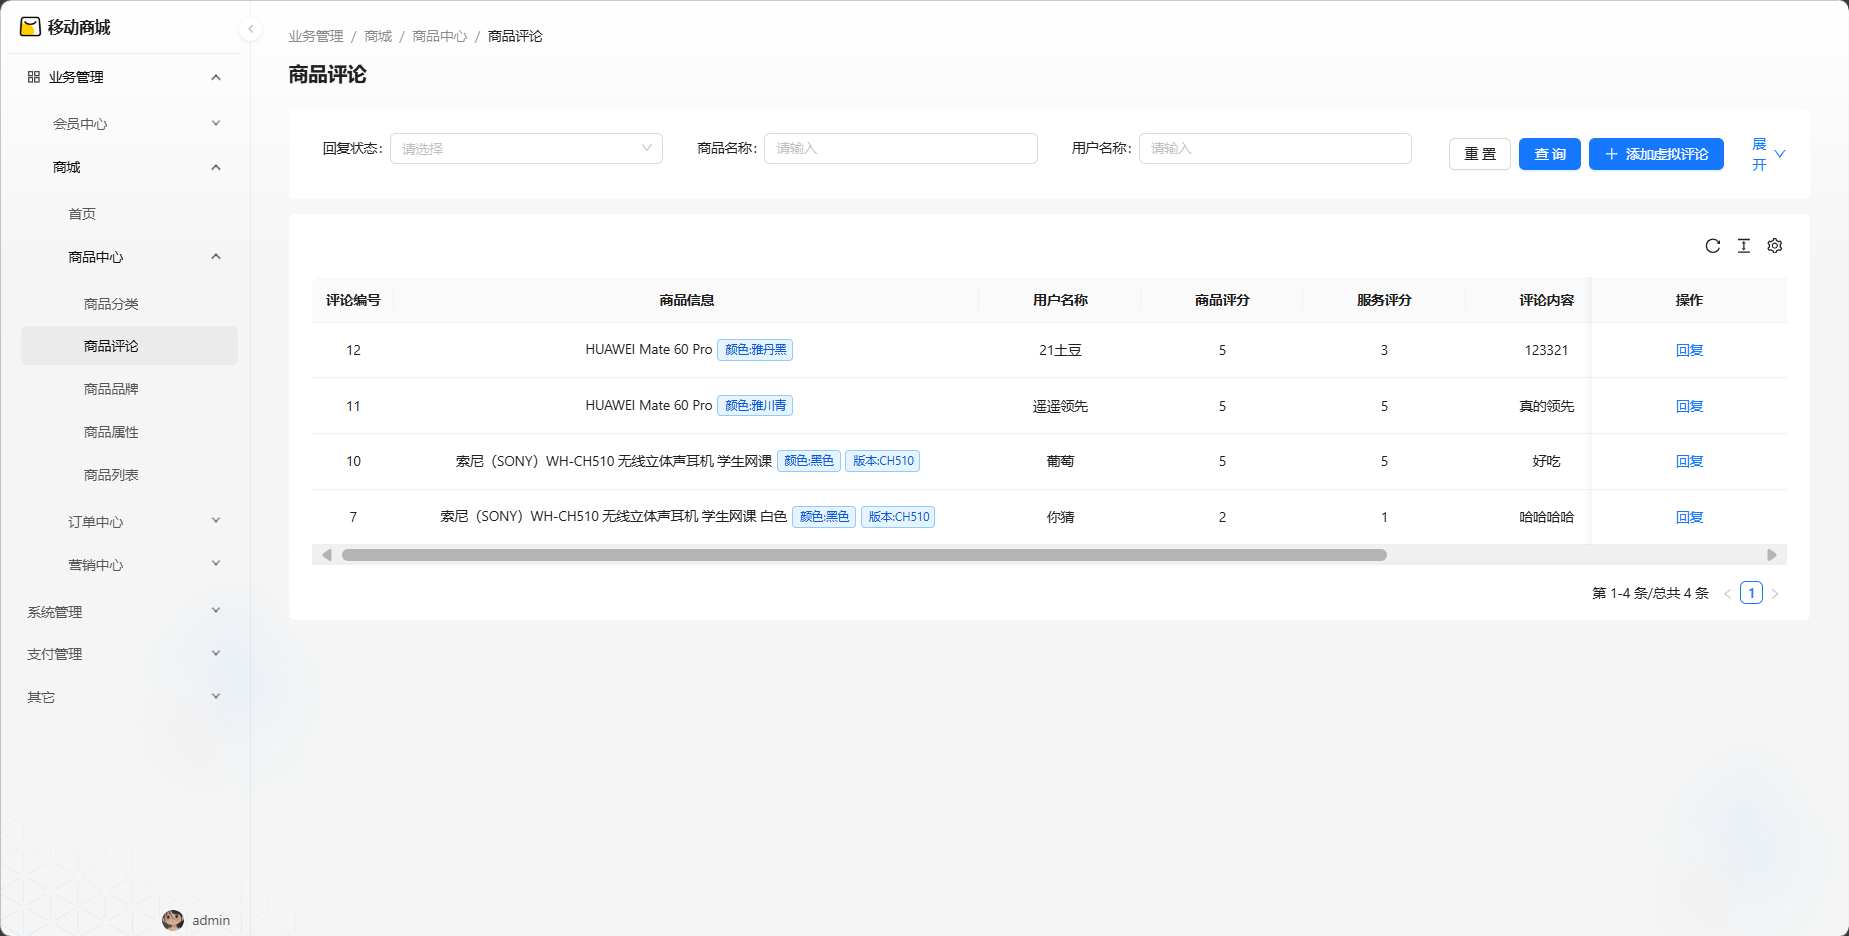 移动商城
业务管理
会员中心
商城
首页
商品中心
商品分类
商品评论
商品品牌
商品属性
商品列表
订单中心
营销中心
系统管理
支付管理
其它
admin
业务管理 / 商城 / 商品中心 / 商品评论
商品评论
回复状态: 请选择 商品名称: 请输入 用户名称: 请输入 重 置 查 询 添加虚拟评论 展开
评论编号 商品信息 用户名称 商品评分 服务评分 评论内容 操作
12 HUAWEI Mate 60 Pro 颜色:雅丹黑 21土豆 5 3 123321 回复
11 HUAWEI Mate 60 Pro 颜色:雅川青 遥遥领先 5 5 真的领先 回复
10 索尼（SONY）WH-CH510 无线立体声耳机 学生网课 颜色:黑色 版本:CH510 葡萄 5 5 好吃 回复
7 索尼（SONY）WH-CH510 无线立体声耳机 学生网课 白色 颜色:黑色 版本:CH510 你猜 2 1 哈哈哈哈 回复
第 1-4 条/总共 4 条 < 1 >